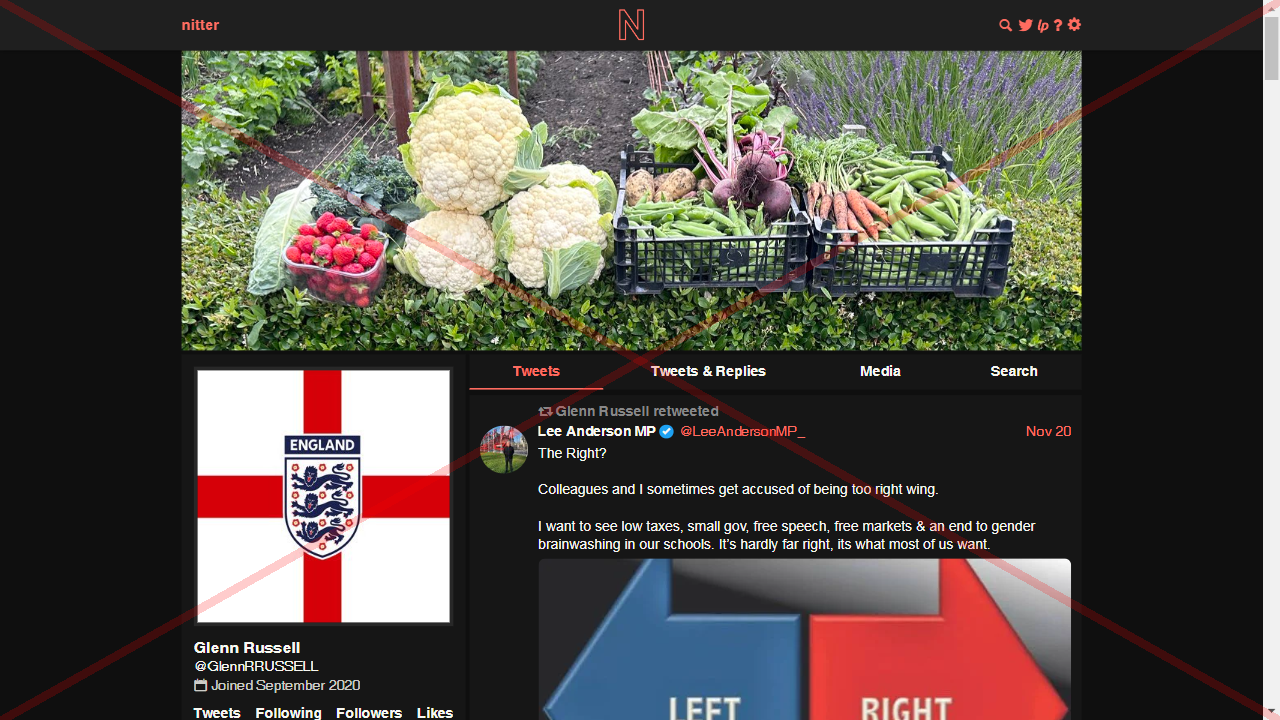 nitter
N
lp ?
Tweets Tweets & Replies Media Search
ENGLAND
Glenn Russell retweeted
Lee Anderson MP @LeeAndersonMP_ Nov 20
The Right?
Colleagues and I sometimes get accused of being too right wing.
I want to see low taxes, small gov, free speech, free markets & an end to gender
brainwashing in our schools. It's hardly far right, its what most of us want.
LEFT RIGHT
Glenn Russell
@GlennRRUSSELL
Joined September 2020
Tweets Following Followers Likes